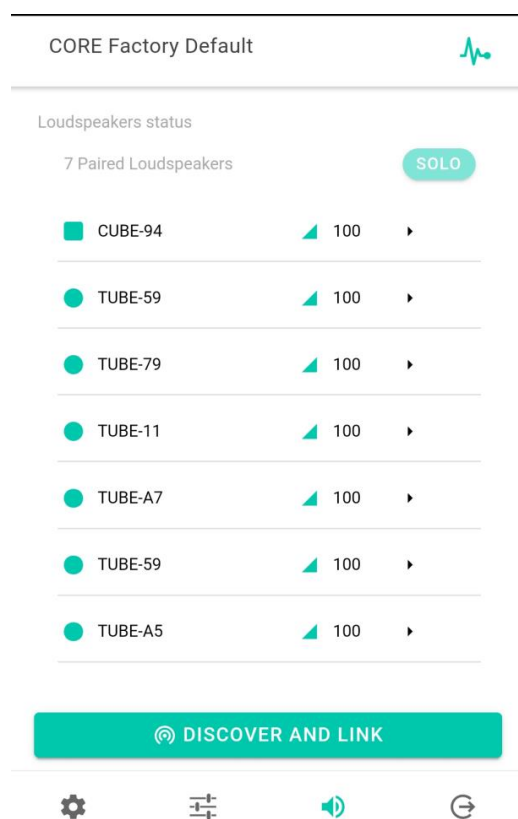 CORE Factory Default
Loudspeakers status
7 Paired Loudspeakers SOLO
CUBE-94 100
TUBE-59 100
TUBE-79 100
TUBE-11 100
TUBE-A7 100
TUBE-59 100
TUBE-A5 100
DISCOVER AND LINK